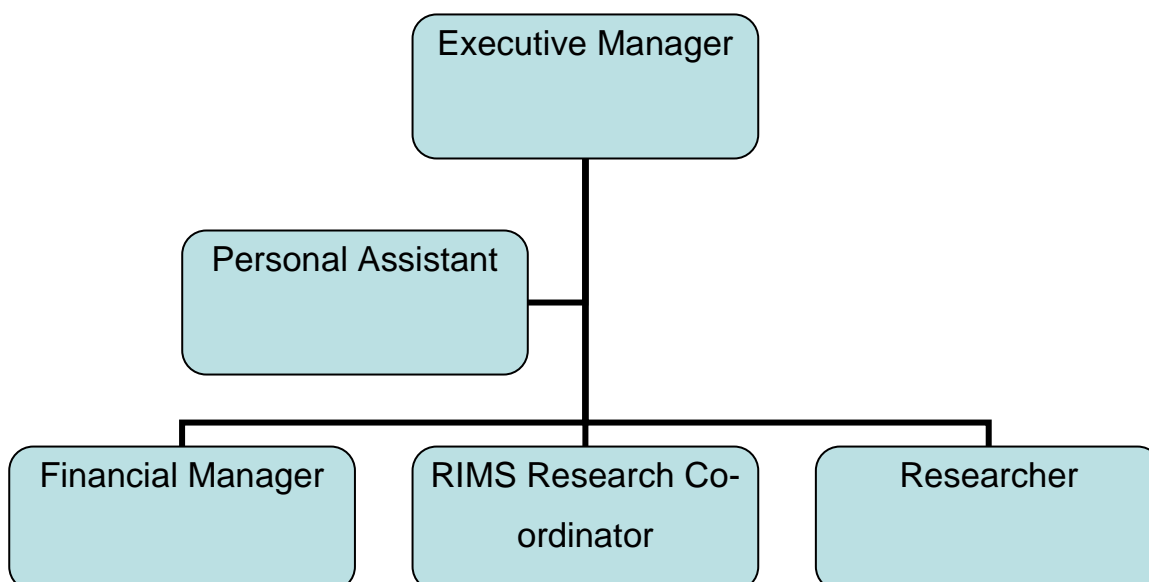 Executive Manager
Personal Assistant
Financial Manager
RIMS Research Co-
ordinator
Researcher